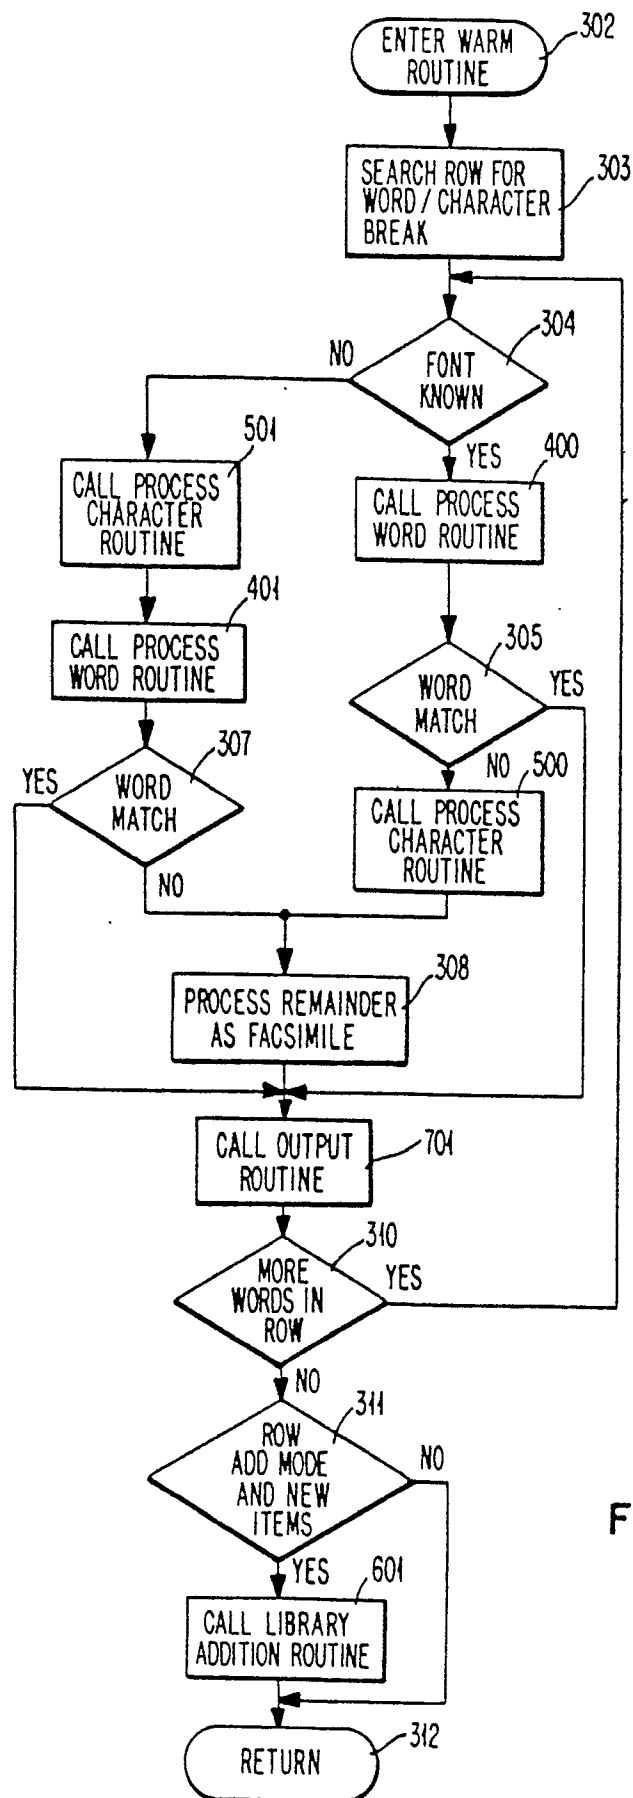 ENTER WARM
ROUTINE
302
SEARCH ROW FOR
WORD/CHARACTER
BREAK
303
FONT
KNOWN
304
NO
YES
501
CALL PROCESS
CHARACTER
ROUTINE
400
CALL PROCESS
WORD ROUTINE
401
CALL PROCESS
WORD ROUTINE
305
WORD
MATCH
YES
NO
307
WORD
MATCH
YES
NO
500
CALL PROCESS
CHARACTER
ROUTINE
308
PROCESS REMAINDER
AS FACSIMILE
701
CALL OUTPUT
ROUTINE
310
MORE
WORDS IN
ROW
YES
NO
311
ROW
ADD MODE
AND NEW
ITEMS
NO
YES
F
601
CALL LIBRARY
ADDITION ROUTINE
312
RETURN